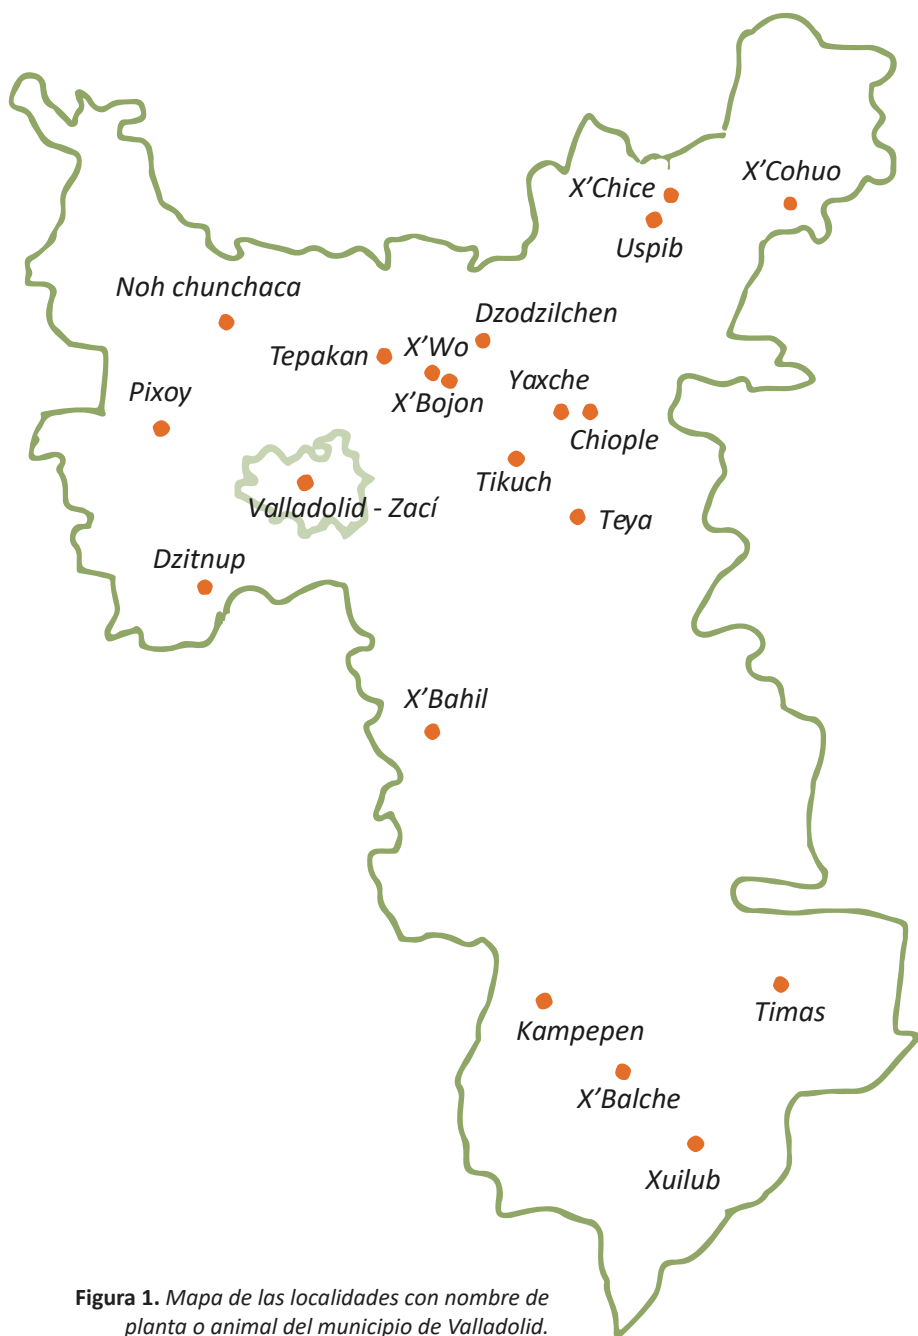 X'Chice
X'Cohuo
Uspib
Noh chunchaca
Dzodzilchen
X'Wo
Tepakan
Yaxche
X'Bojon
Pixoy
Chiople
Tikuch
Valladolid - Zací
Teya
Dzitnup
X'Bahil
Timas
Kampepen
X'Balche
Xuilub
Figura 1. Mapa de las localidades con nombre de
planta o animal del municipio de Valladolid.